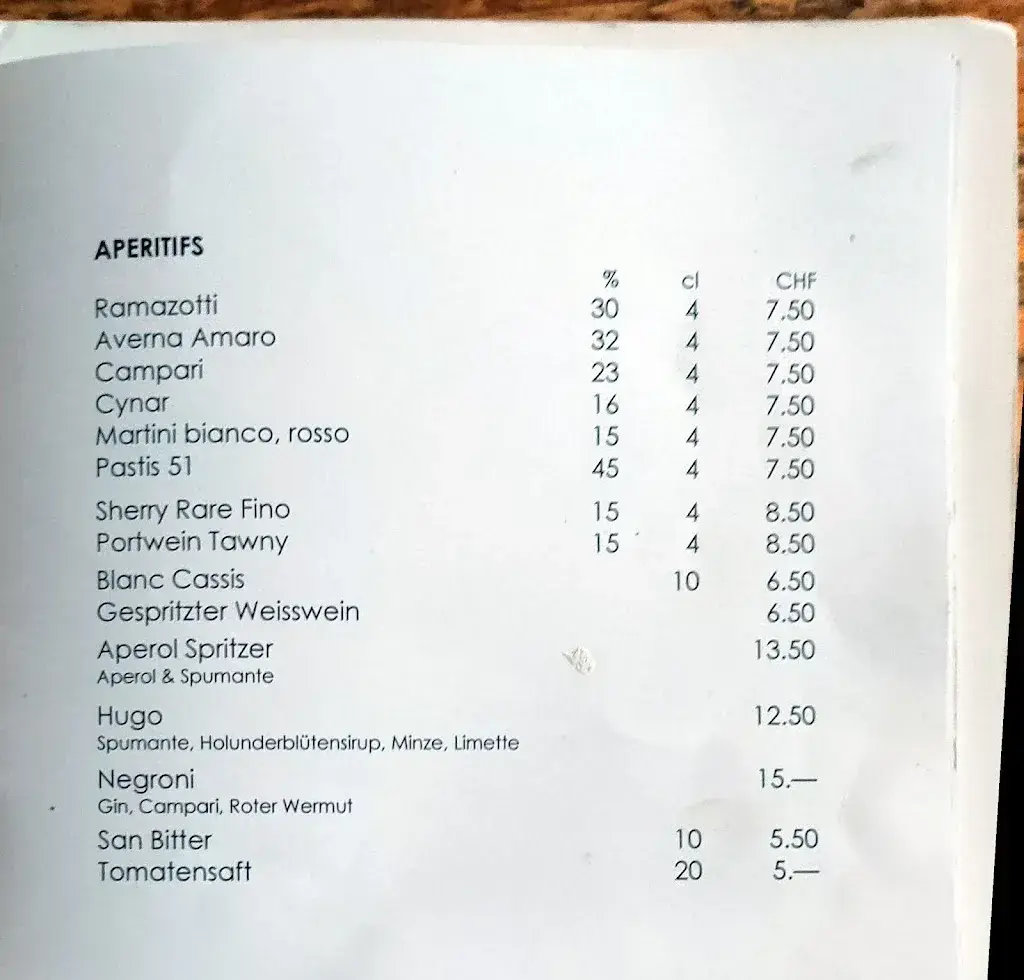 APERITIFS
% cl CHF
Ramazotti 30 4 7.50
Averna Amaro 32 4 7.50
Campari 23 4 7.50
Cynar 16 4 7.50
Martini bianco, rosso 15 4 7.50
Pastis 51 45 4 7.50
Sherry Rare Fino 15 4 8.50
Portwein Tawny 15 4 8.50
Blanc Cassis 10 6.50
Gespritzter Weisswein 6.50
Aperol Spritzer 13.50
Aperol & Spumante
Hugo 12.50
Spumante, Holunderblütensirup, Minze, Limette
Negroni 15.—
Gin, Campari, Roter Wermut
San Bitter 10 5.50
Tomatensaft 20 5.—